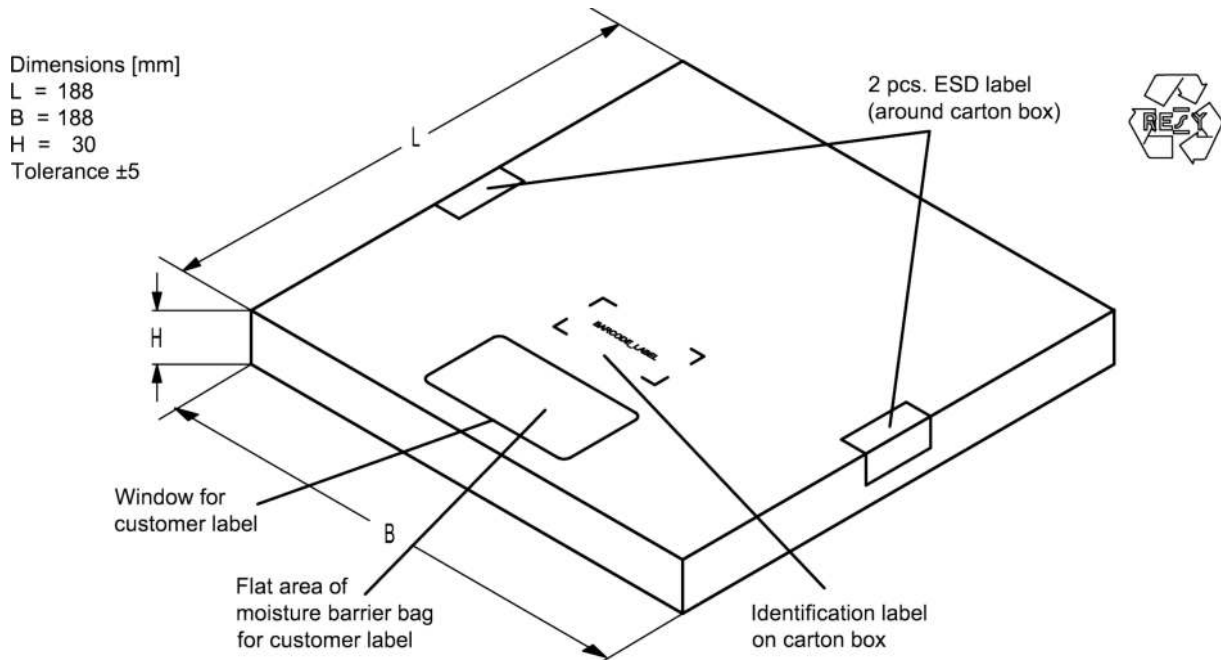 Dimensions [mm]
L = 188
B = 188
H = 30
Tolerance ±5
2 pcs. ESD label
(around carton box)
RESY
L
H
BARCODE_LABEL
Window for
customer label
B
Flat area of
moisture barrier bag
for customer label
Identification label
on carton box